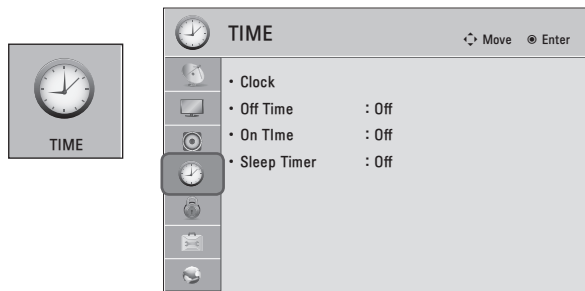 TIME
TIME
Move Enter
• Clock
• Off Time : Off
• On TIme : Off
• Sleep Timer : Off